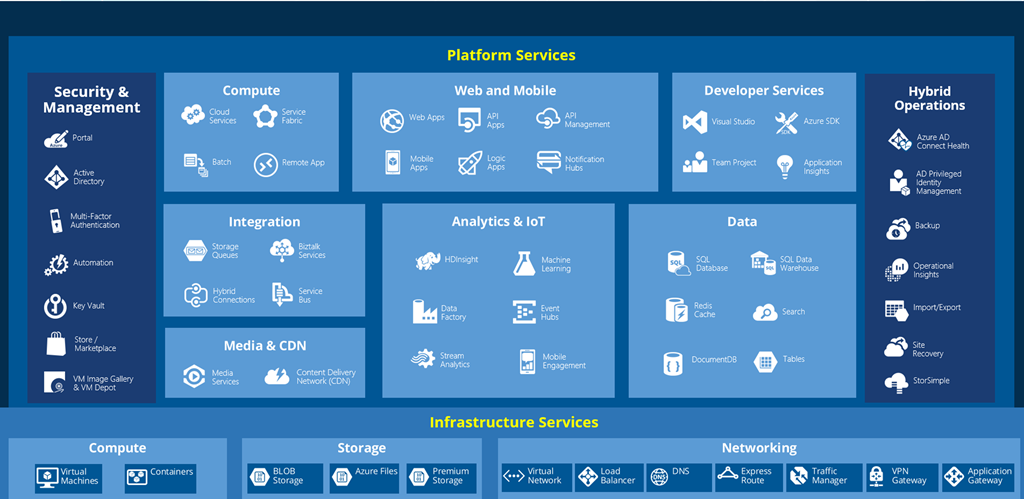 Platform Services
Security &
Management
Portal
Azure
Active
Directory
Multi-Factor
Authentication
Automation
Key Vault
Store /
Marketplace
VM Image Gallery
& VM Depot
Compute
Cloud
Services
Service
Fabric
Batch
Remote App
Web and Mobile
Web Apps
API
Apps
API
Management
Mobile
Apps
Logic
Apps
Notification
Hubs
Developer Services
Visual Studio
SDK
Azure SDK
Team Project
Application
Insights
Hybrid
Operations
Azure AD
Connect Health
AD Privileged
Identity
Management
Backup
Operational
Insights
Import/Export
Site
Recovery
StorSimple
Integration
Storage
Queues
Biztalk
Services
Hybrid
Connections
Service
Bus
Analytics & IoT
HDInsight
Machine
Learning
Data
Factory
Event
Hubs
Stream
Analytics
Mobile
Engagement
Data
SQL
SQL
Database
SQL
SQL Data
Warehouse
Redis
Cache
Search
DocumentDB
Tables
Media & CDN
Media
Services
Content Delivery
Network (CDN)
Infrastructure Services
Compute
Virtual
Machines
Containers
Storage
BLOB
Storage
Azure Files
Premium
Storage
Networking
Virtual
Network
Load
Balancer
DNS
DNS
Express
Route
Traffic
Manager
VPN
Gateway
Application
Gateway